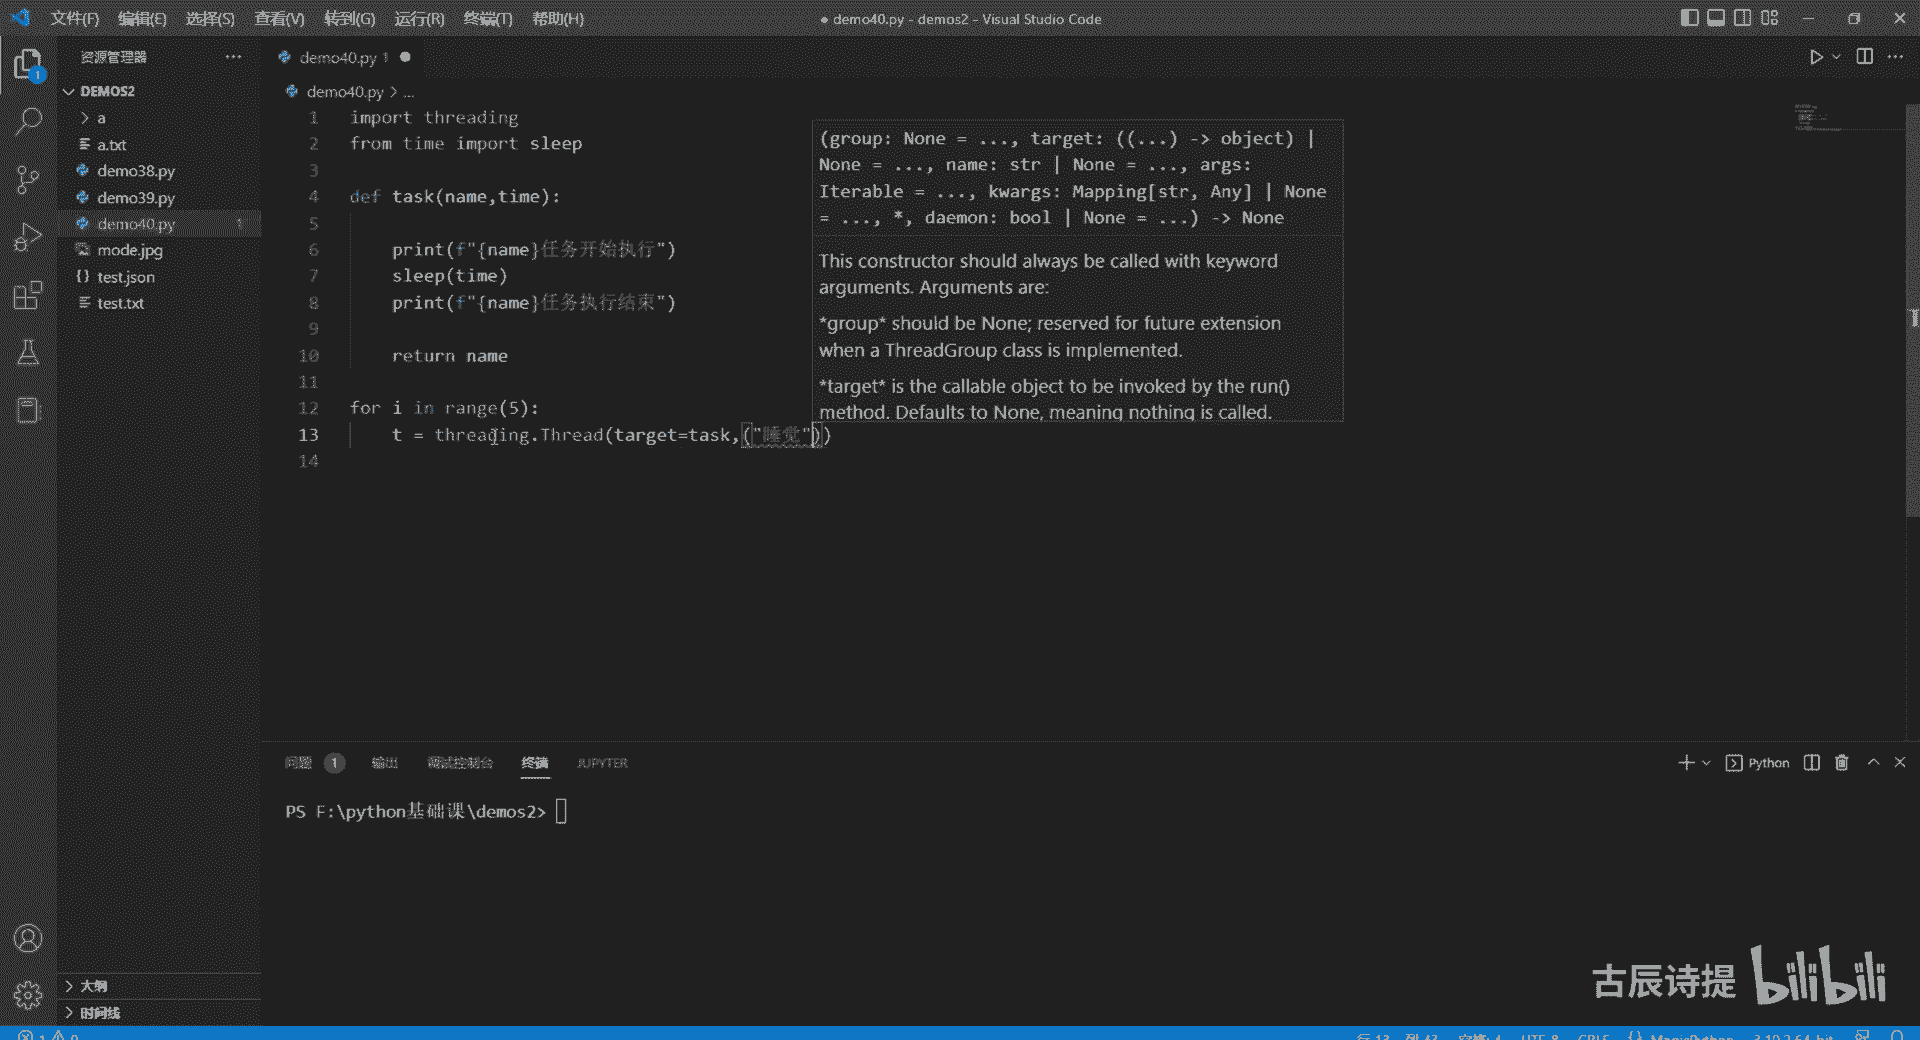 文件(F) 编辑(E) 选择(S) 查看(V) 转到(G) 运行(R) 终端(T) 帮助(H)
● demo40.py - demos2 - Visual Studio Code
资源管理器
demo40.py 1
1
DEMOS2
demo40.py > ...
a
a.txt
demo38.py
demo39.py
demo40.py 1
mode.jpg
test.json
test.txt
1 import threading
2 from time import sleep
3
4 def task(name,time):
5
6 print(f"{name}任务开始执行")
7 sleep(time)
8 print(f"{name}任务执行结束")
9
10 return name
11
12 for i in range(5):
13 t = threading.Thread(target=task,("睡觉"))
14
(group: None = ..., target: ((...) -> object) |
None = ..., name: str | None = ..., args:
Iterable = ..., kwargs: Mapping[str, Any] | None
= ..., *, daemon: bool | None = ...) -> None
This constructor should always be called with keyword
arguments. Arguments are:
*group* should be None; reserved for future extension
when a ThreadGroup class is implemented.
*target* is the callable object to be invoked by the run()
method. Defaults to None, meaning nothing is called.
问题 1 输出 调试控制台 终端 JUPYTER
Python
PS F:\python基础课\demos2>
大纲
时间线
古辰诗提 bilibili